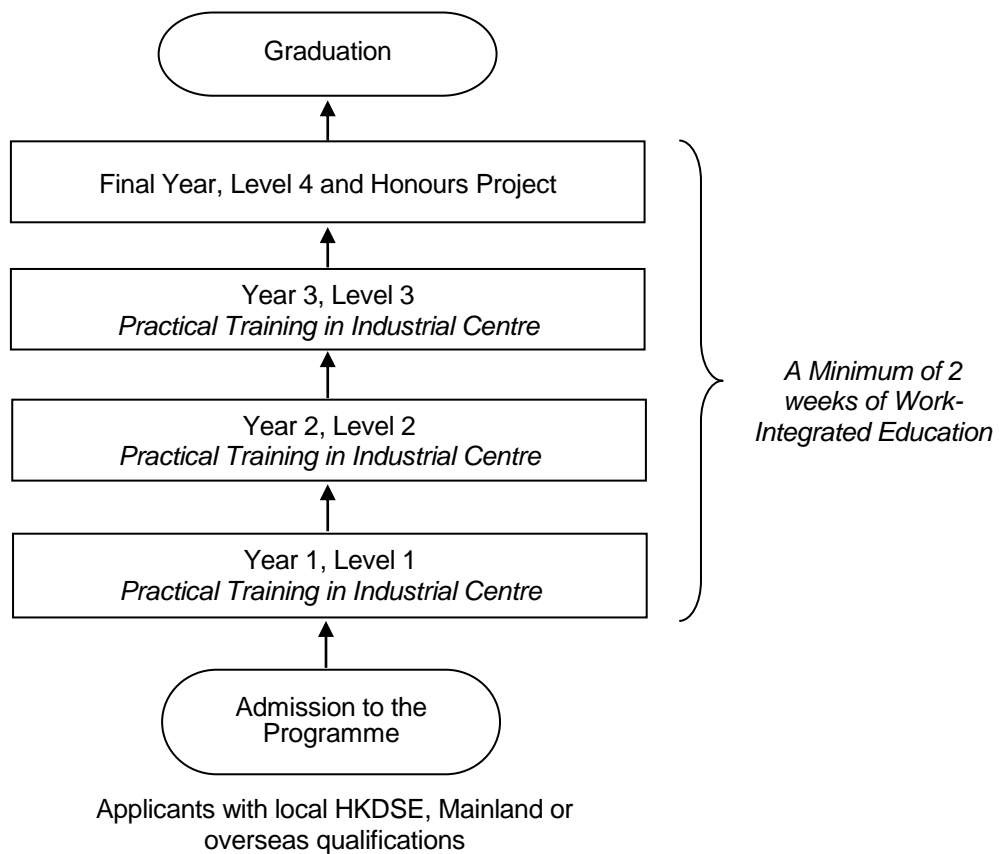 Graduation
Final Year, Level 4 and Honours Project
Year 3, Level 3
Practical Training in Industrial Centre
A Minimum of 2
weeks of Work-
Integrated Education
Year 2, Level 2
Practical Training in Industrial Centre
Year 1, Level 1
Practical Training in Industrial Centre
Admission to the
Programme
Applicants with local HKDSE, Mainland or
overseas qualifications